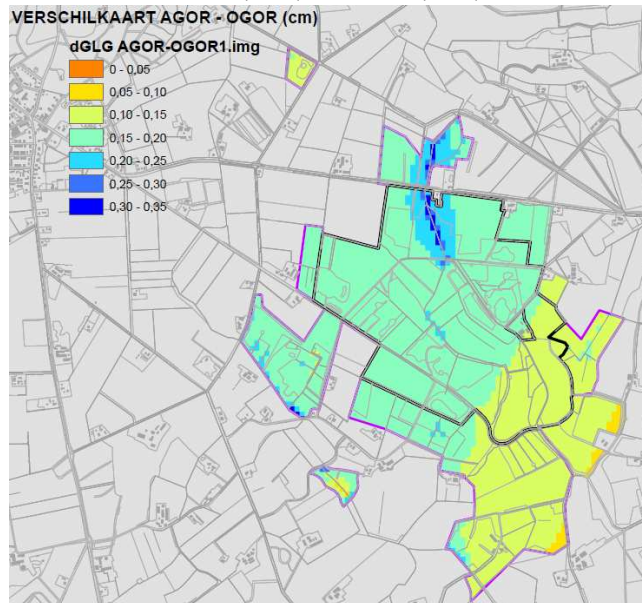 VERSCHILKAART AGOR - OGOR (cm)
dGLG AGOR-OGOR1.img
0 - 0,05
0,05 - 0,10
0,10 - 0,15
0,15 - 0,20
0,20 - 0,25
0,25 - 0,30
0,30 - 0,35